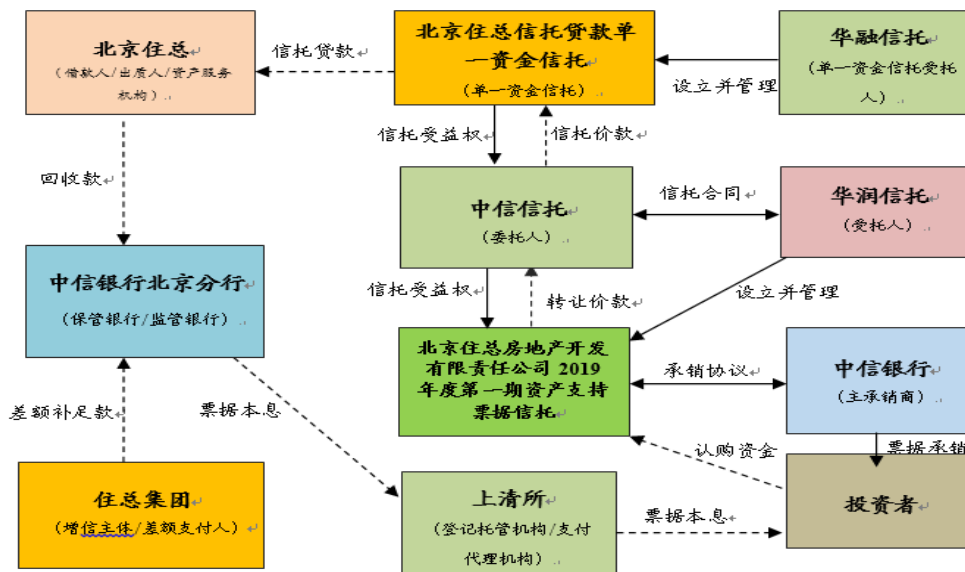 北京住总
（借款人/出质人/资产服务
机构）
信托贷款
北京住总信托贷款单
一资金信托
（单一资金信托）
设立并管理
华融信托
（单一资金信托受托
人）
信托受益权
信托价款
回收款
中信信托
（委托人）
信托合同
华润信托
（受托人）
中信银行北京分行
（保管银行/监管银行）
信托受益权
转让价款
设立并管理
北京住总房地产开发
有限责任公司 2019
年度第一期资产支持
票据信托
承销协议
中信银行
（主承销商）
差额补足款
票据本息
认购资金
票据承销
住总集团
（增信主体/差额支付人）
上清所
（登记托管机构/支付
代理机构）
票据本息
投资者